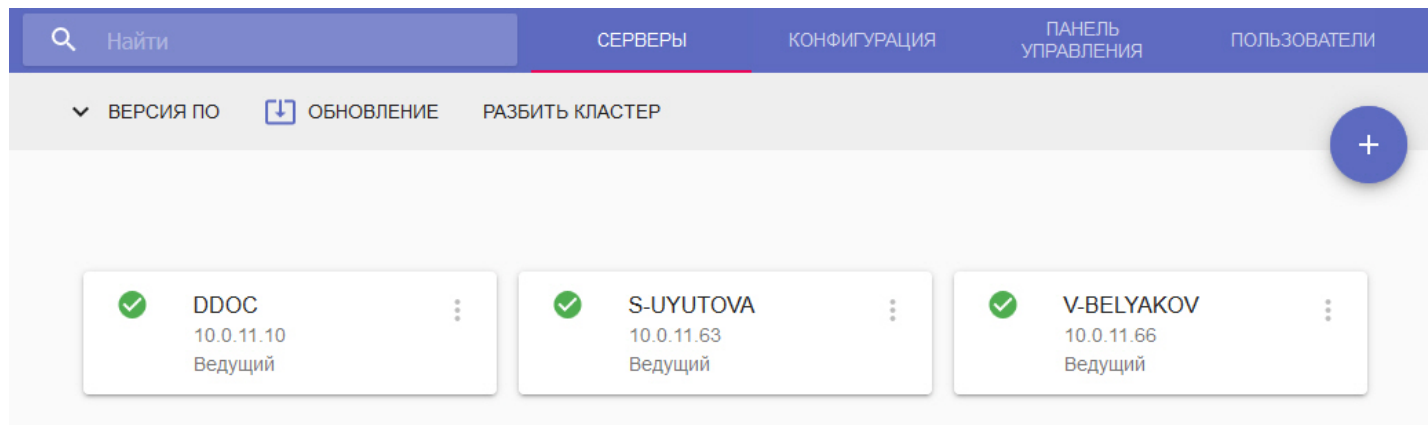 Найти
СЕРВЕРЫ
КОНФИГУРАЦИЯ
ПАНЕЛЬ
УПРАВЛЕНИЯ
ПОЛЬЗОВАТЕЛИ
ВЕРСИЯ ПО
ОБНОВЛЕНИЕ
РАЗБИТЬ КЛАСТЕР
DDOC
10.0.11.10
Ведущий
S-UYUTOVA
10.0.11.63
Ведущий
V-BELYAKOV
10.0.11.66
Ведущий